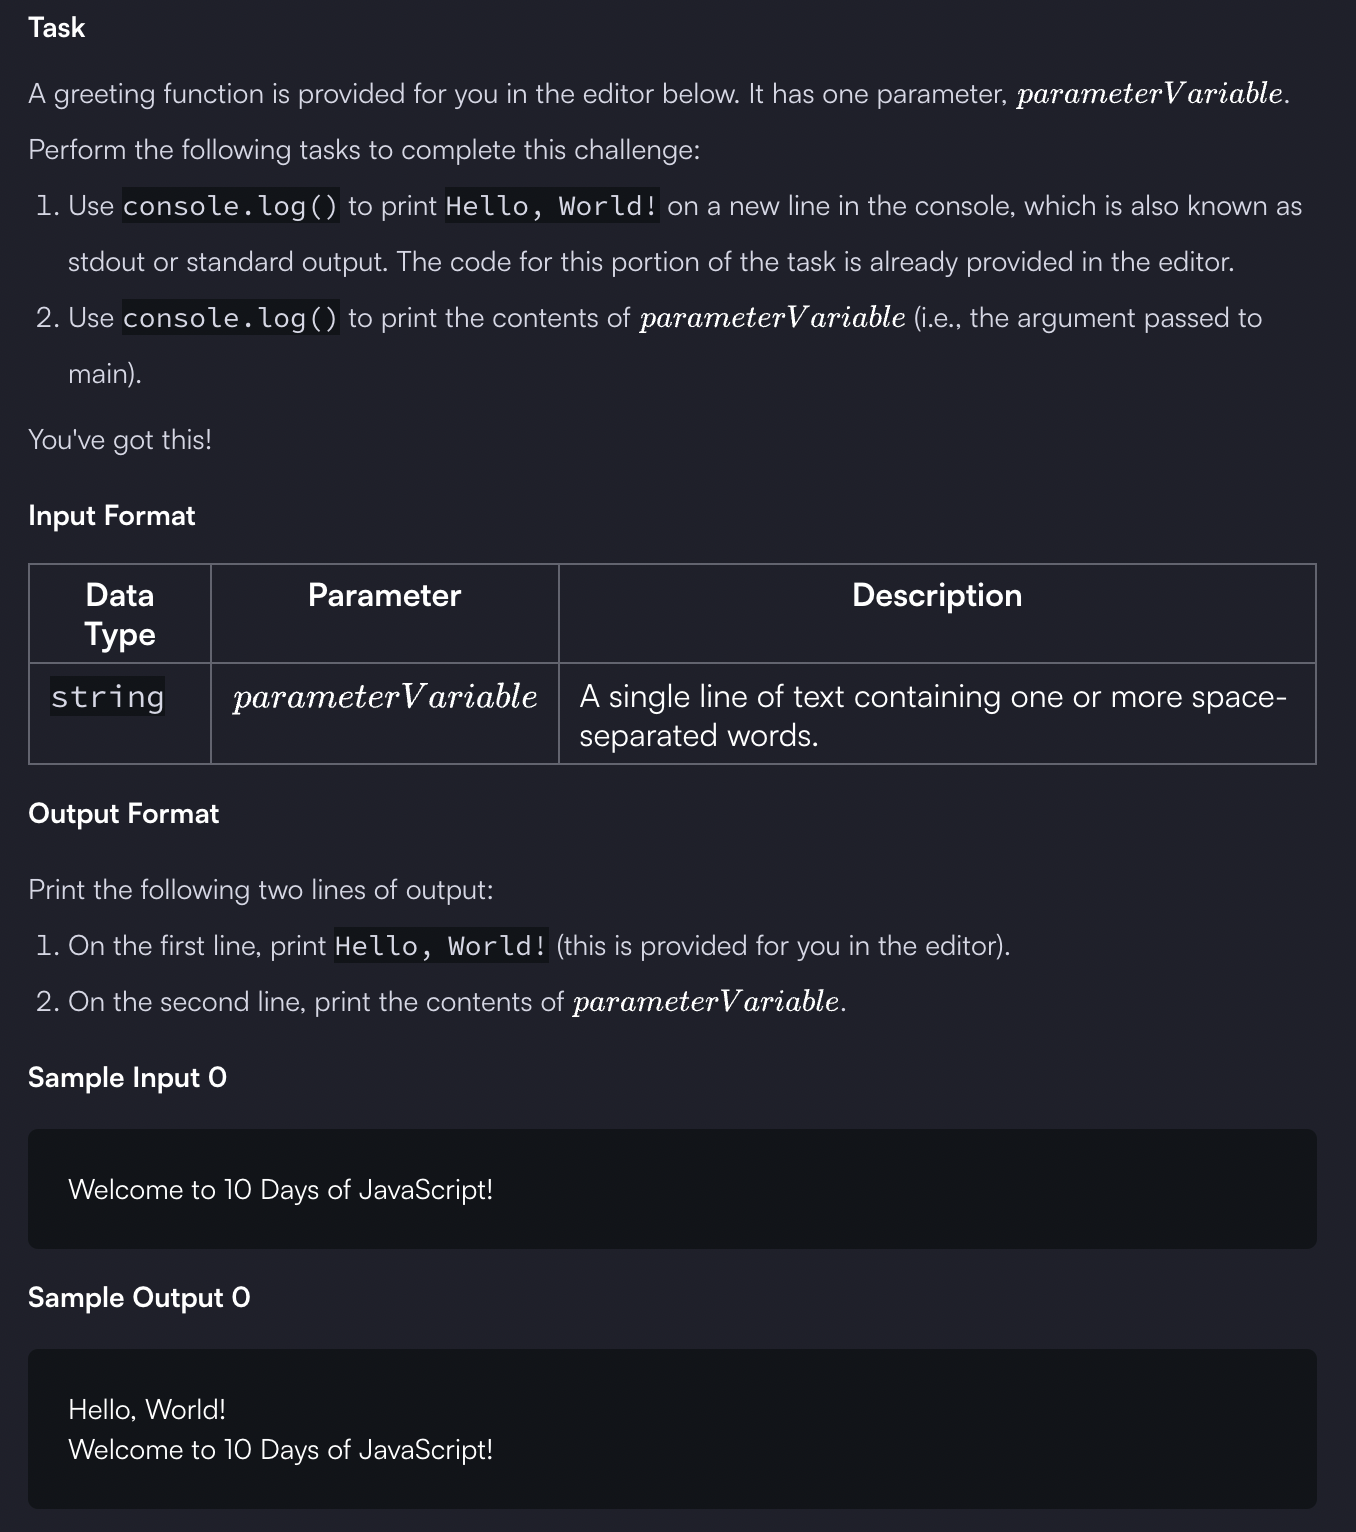 Task
A greeting function is provided for you in the editor below. It has one parameter, parameterVariable.
Perform the following tasks to complete this challenge:
1. Use console.log() to print Hello, World! on a new line in the console, which is also known as
stdout or standard output. The code for this portion of the task is already provided in the editor.
2. Use console.log() to print the contents of parameterVariable (i.e., the argument passed to
main).
You've got this!
Input Format
Data
Type
Parameter
Description
string
parameterVariable
A single line of text containing one or more space-
separated words.
Output Format
Print the following two lines of output:
1. On the first line, print Hello, World! (this is provided for you in the editor).
2. On the second line, print the contents of parameterVariable.
Sample Input 0
Welcome to 10 Days of JavaScript!
Sample Output 0
Hello, World!
Welcome to 10 Days of JavaScript!